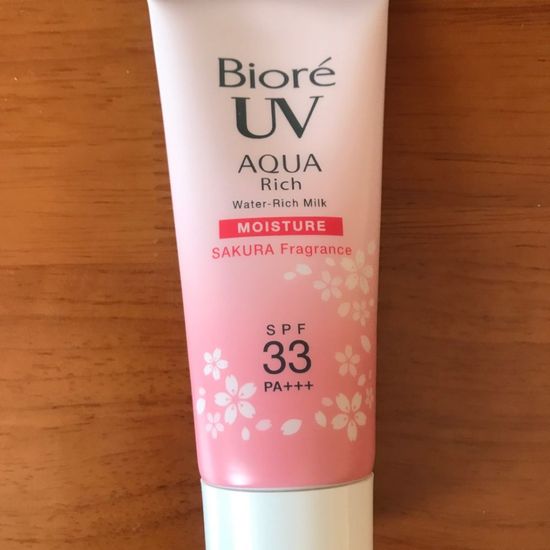 Bioré
UV
AQUA
Rich
Water-Rich Milk
MOISTURE
SAKURA Fragrance
SPF
33
PA+++